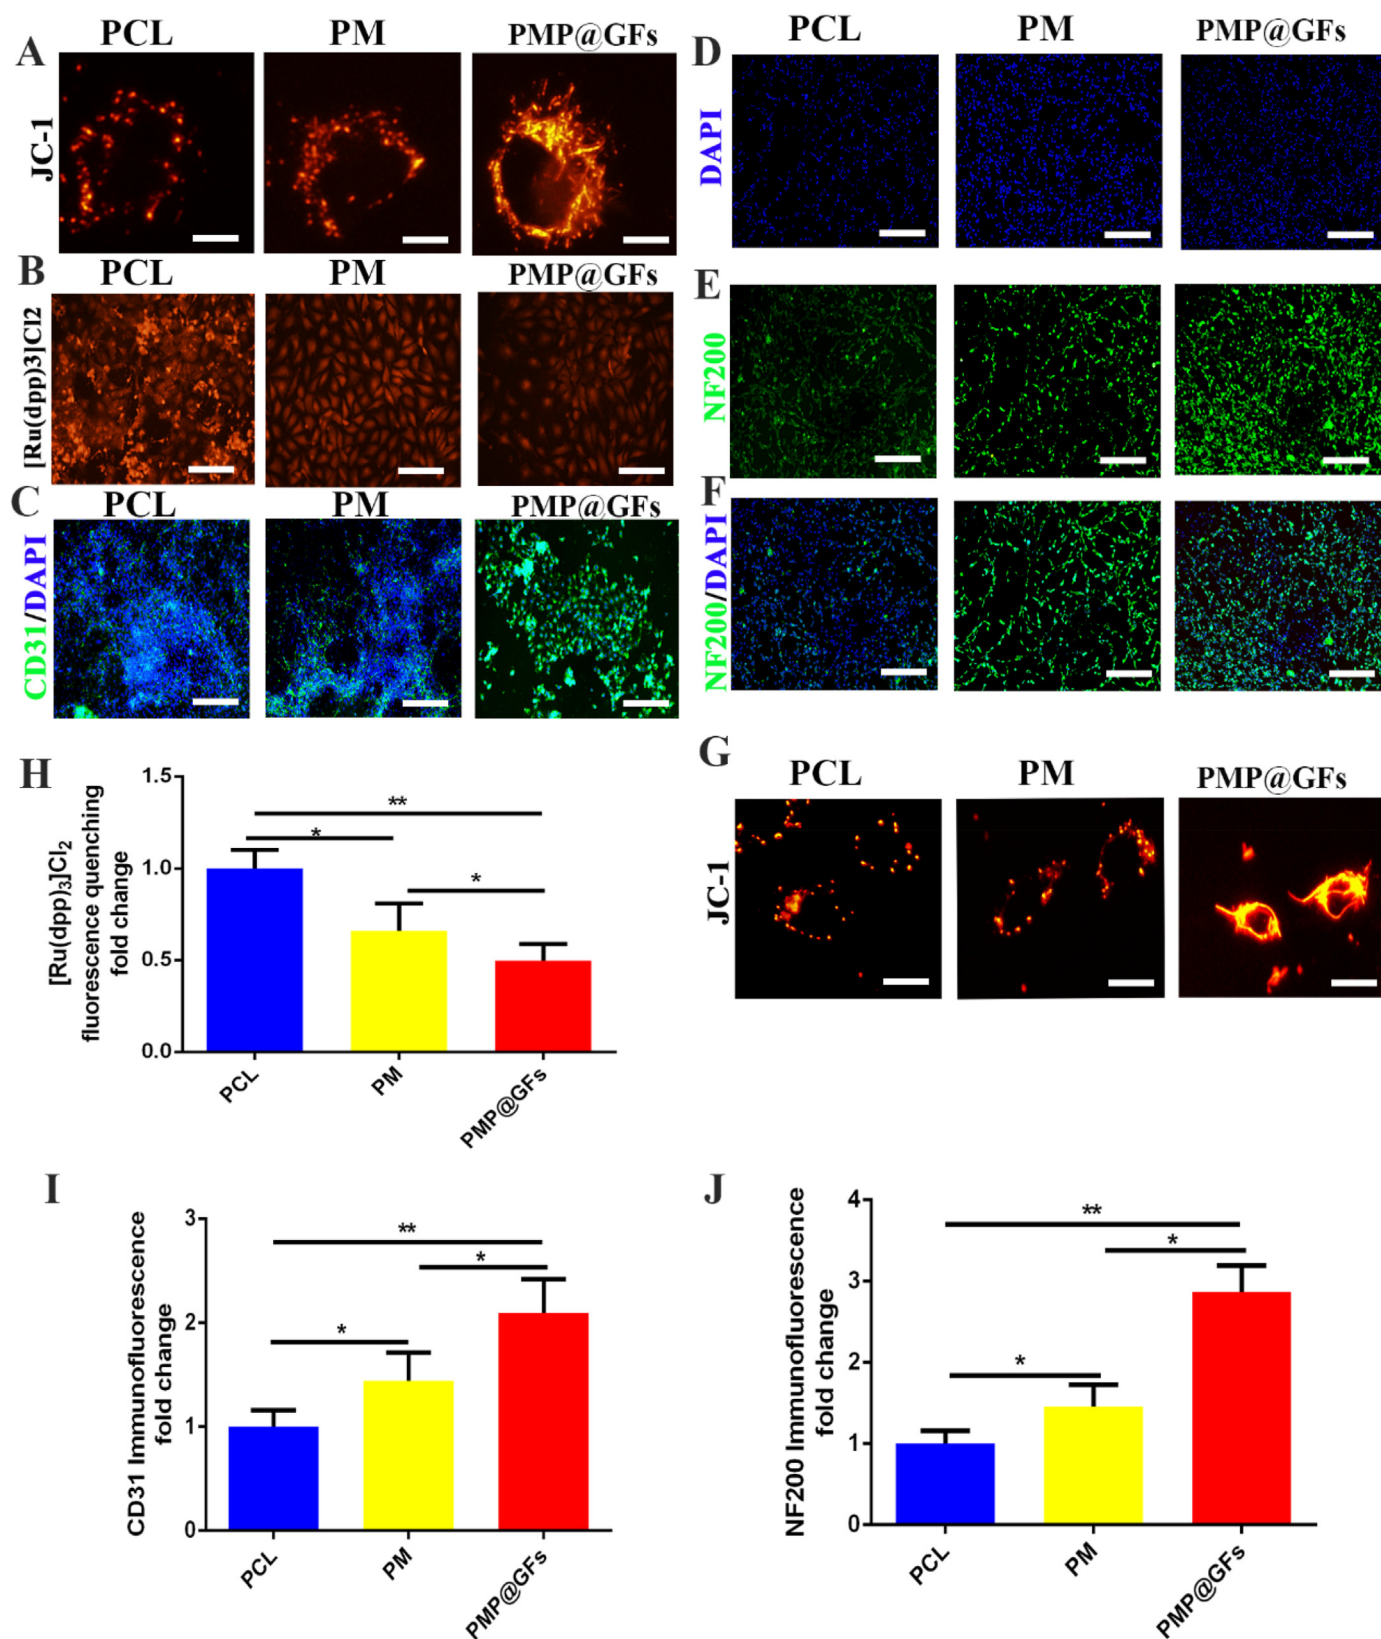 A
PCL
PM
PMP@GFs
JC-1
B
PCL
PM
PMP@GFs
[Ru(dpp)3]Cl2
C
PCL
PM
PMP@GFs
CD31/DAPI
D
PCL
PM
PMP@GFs
DAPI
E
NF200
F
NF200/DAPI
G
PCL
PM
PMP@GFs
JC-1
H
[Ru(dpp)3]Cl2
fluorescence quenching
fold change
1.5
1.0
0.5
0.0
**
*
*
PCL
PM
PMP@GFs
I
CD31 Immunofluorescence
fold change
3
2
1
0
**
*
*
PCL
PM
PMP@GFs
J
NF200 Immunofluorescence
fold change
4
3
2
1
0
**
*
*
PCL
PM
PMP@GFs